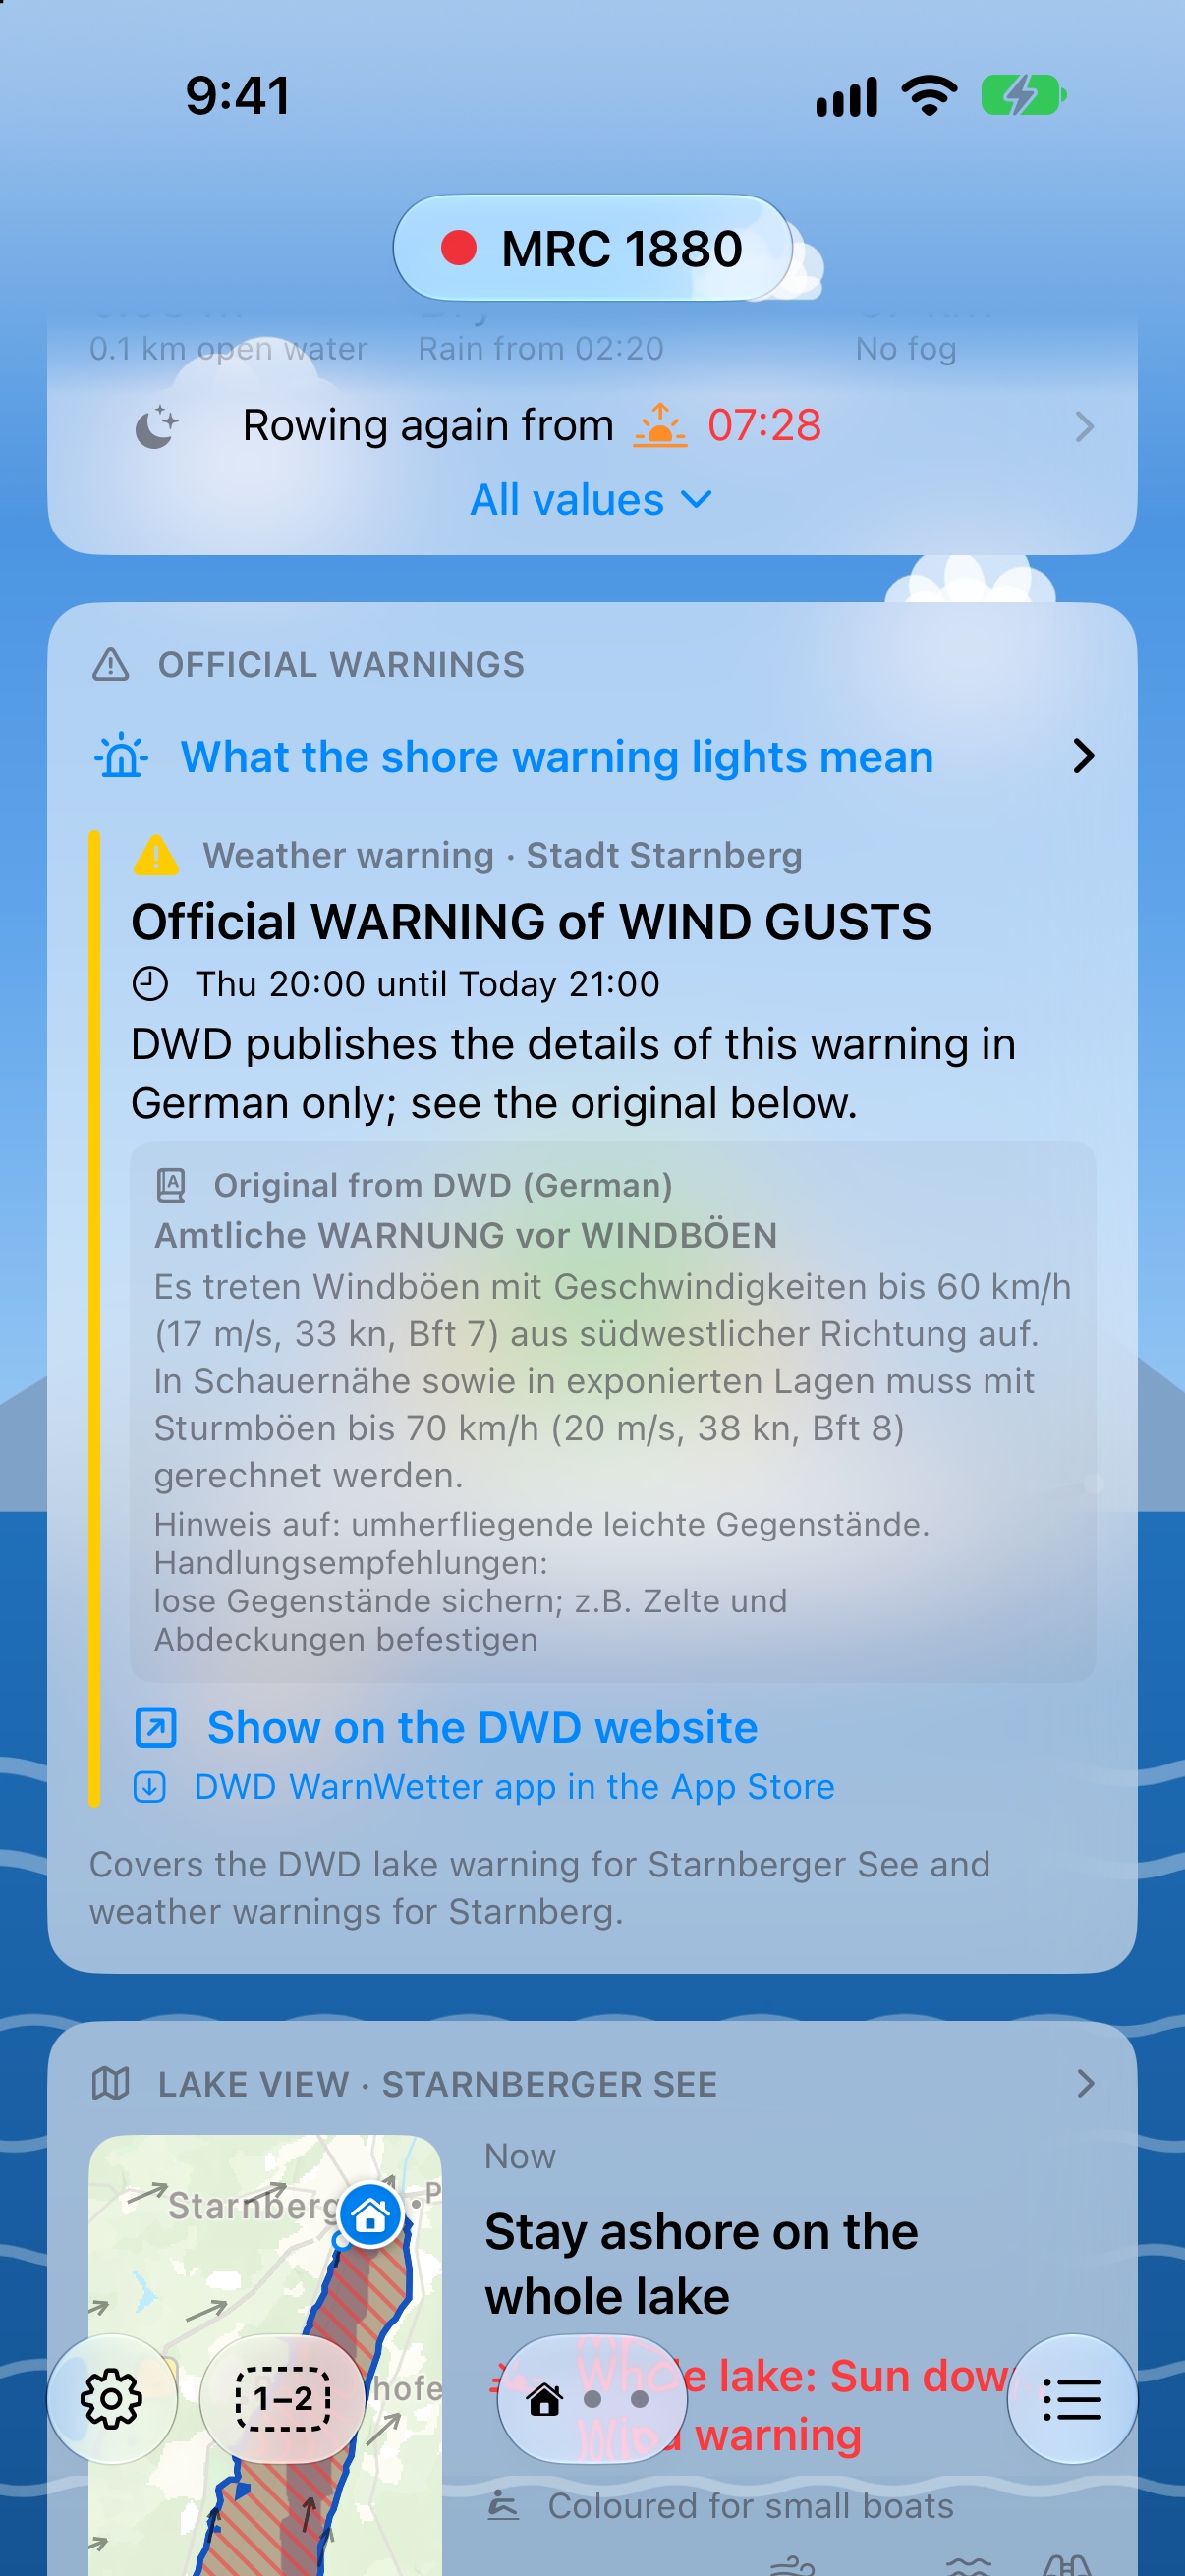 9:41
MRC 1880
0.1 km open water
Rain from 02:20
No fog
Rowing again from 07:28
All values
OFFICIAL WARNINGS
What the shore warning lights mean
Weather warning · Stadt Starnberg
Official WARNING of WIND GUSTS
Thu 20:00 until Today 21:00
DWD publishes the details of this warning in
German only; see the original below.
Original from DWD (German)
Amtliche WARNUNG vor WINDBÖEN
Es treten Windböen mit Geschwindigkeiten bis 60 km/h
(17 m/s, 33 kn, Bft 7) aus südwestlicher Richtung auf.
In Schauernähe sowie in exponierten Lagen muss mit
Sturmböen bis 70 km/h (20 m/s, 38 kn, Bft 8)
gerechnet werden.
Hinweis auf: umherfliegende leichte Gegenstände.
Handlungsempfehlungen:
lose Gegenstände sichern; z.B. Zelte und
Abdeckungen befestigen
Show on the DWD website
DWD WarnWetter app in the App Store
Covers the DWD lake warning for Starnberger See and
weather warnings for Starnberg.
LAKE VIEW · STARNBERGER SEE
Now
Starnberg
P
Stay ashore on the
whole lake
Whole lake: Sun down
Wind warning
hofe
1–2
Coloured for small boats